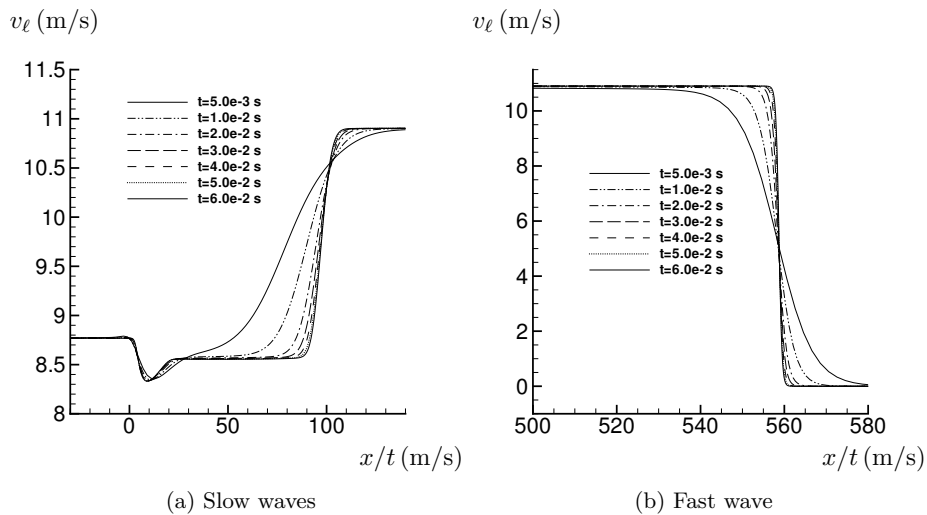 v_ℓ (m/s)
11.5
11
10.5
10
9.5
9
8.5
8
0
50
100
t=5.0e-3 s
t=1.0e-2 s
t=2.0e-2 s
t=3.0e-2 s
t=4.0e-2 s
t=5.0e-2 s
t=6.0e-2 s
x/t (m/s)
(a) Slow waves
v_ℓ (m/s)
10
8
6
4
2
0
500
520
540
560
580
t=5.0e-3 s
t=1.0e-2 s
t=2.0e-2 s
t=3.0e-2 s
t=4.0e-2 s
t=5.0e-2 s
t=6.0e-2 s
x/t (m/s)
(b) Fast wave